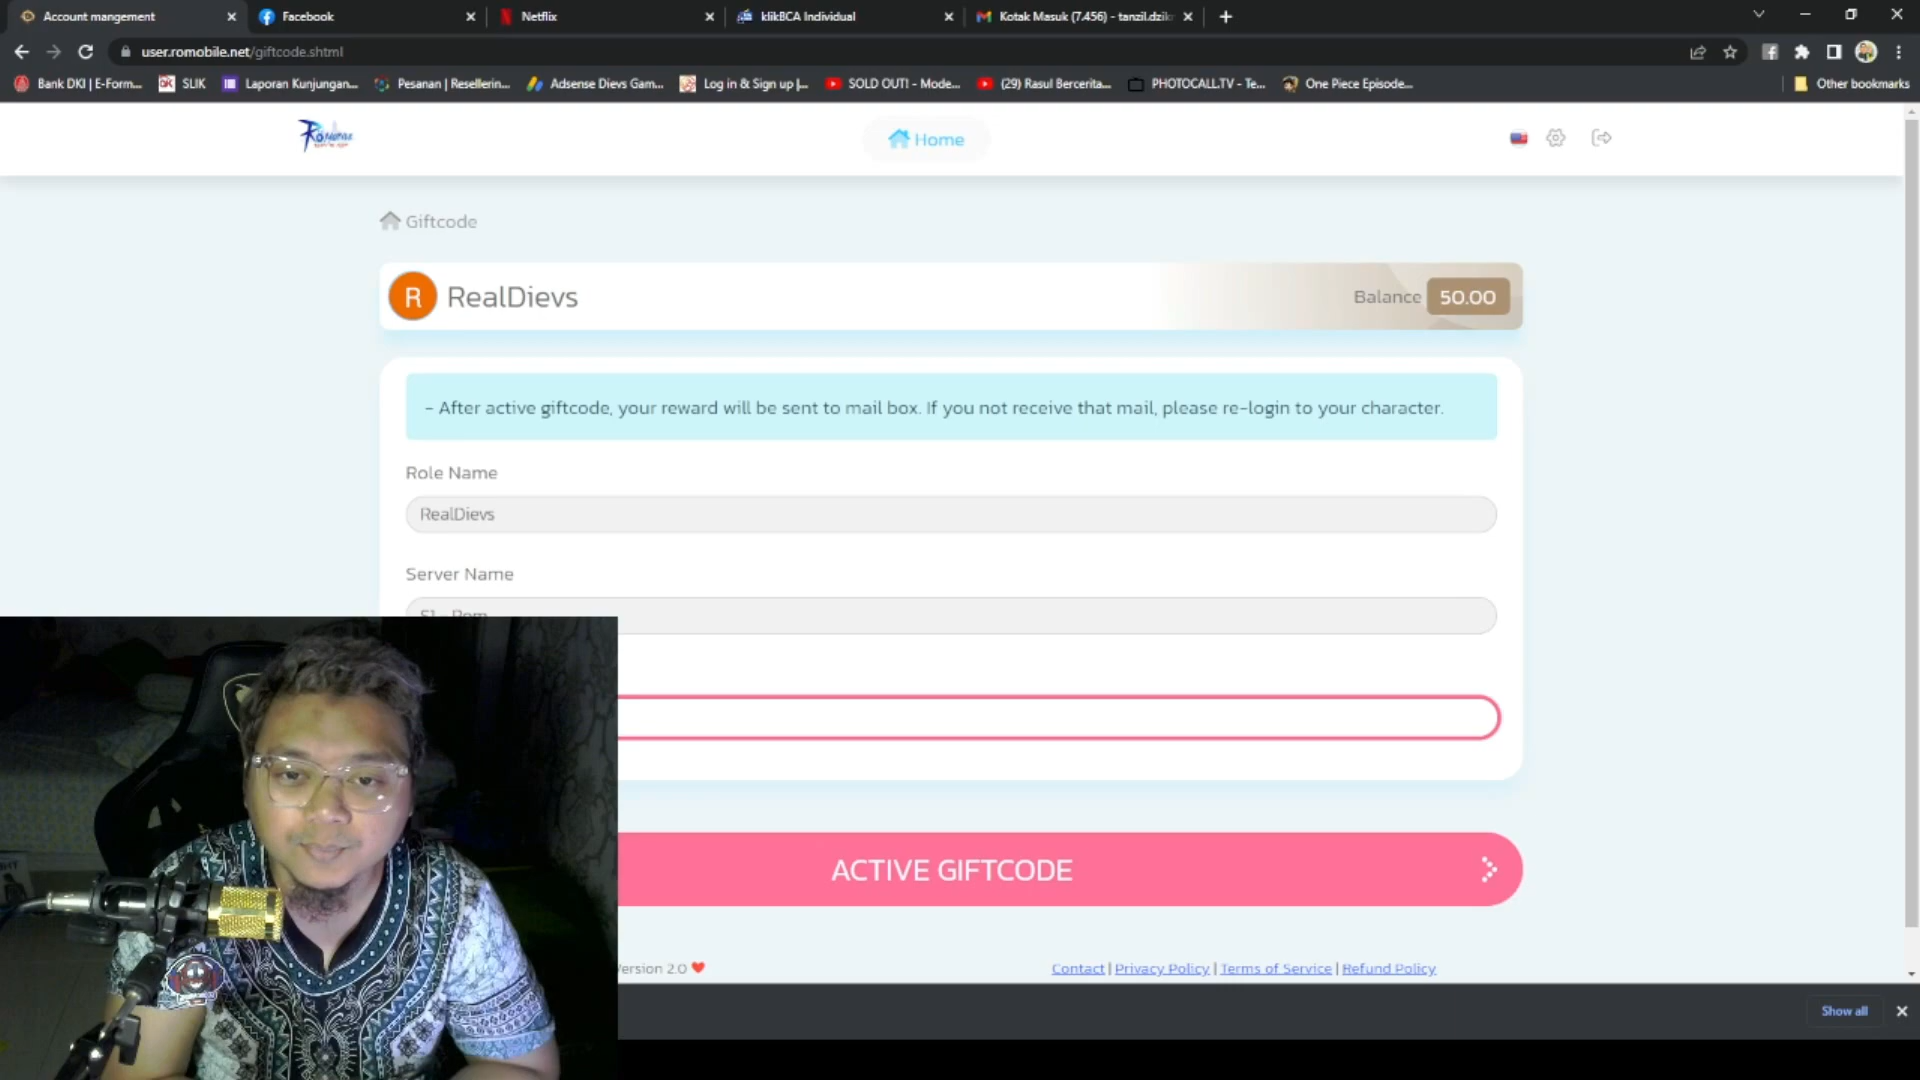 Account mangement
Facebook
Netflix
klikBCA Individual
Kotak Masuk (7.456) - tanzil.dzik
user.romobile.net/giftcode.shtml
Bank DKI | E-Form...
SLIK
Laporan Kunjungan...
Pesanan | Resellerin...
Adsense Dievs Gam...
Log in & Sign up |...
SOLD OUT! - Mode...
(29) Rasul Bercerita...
PHOTOCALL.TV - Te...
One Piece Episode...
Other bookmarks
Home
Giftcode
R RealDievs
Balance 50.00
- After active giftcode, your reward will be sent to mail box. If you not receive that mail, please re-login to your character.
Role Name
RealDievs
Server Name
S1 - Rom
ACTIVE GIFTCODE
Version 2.0 ❤
Contact | Privacy Policy | Terms of Service | Refund Policy
Show all